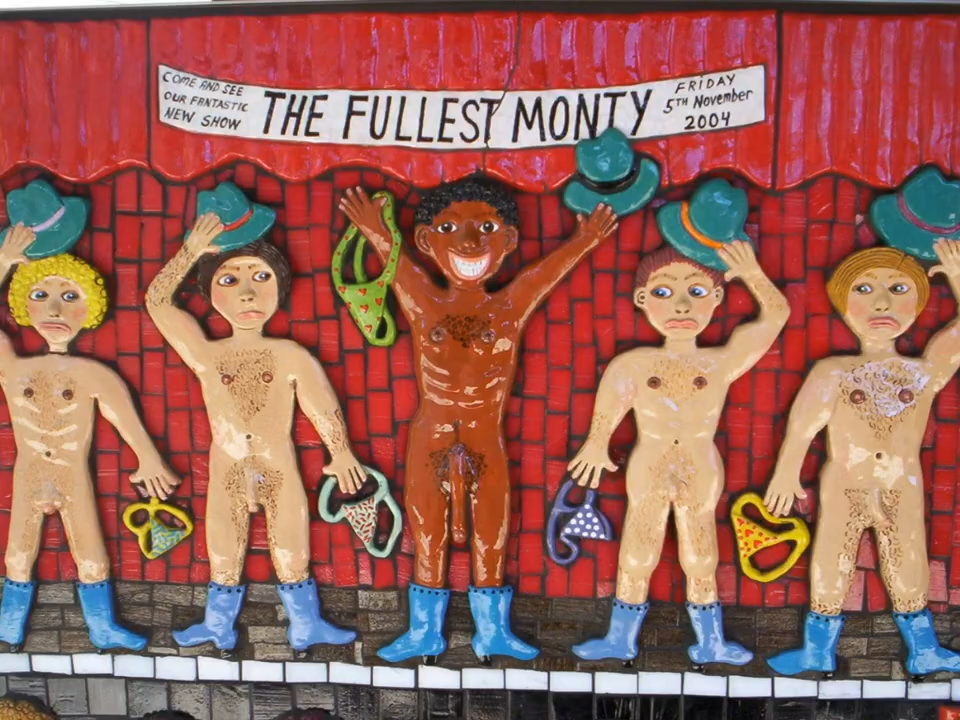 COME AND SEE
OUR FANTASTIC
NEW SHOW
THE FULLEST MONTY
FRIDAY
5TH November
2004